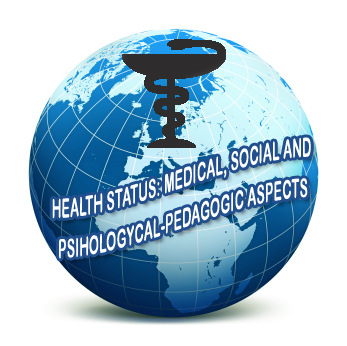 HEALTH STATUS: MEDICAL, SOCIAL AND
PSIHOLOGYCAL-PEDAGOGIC ASPECTS